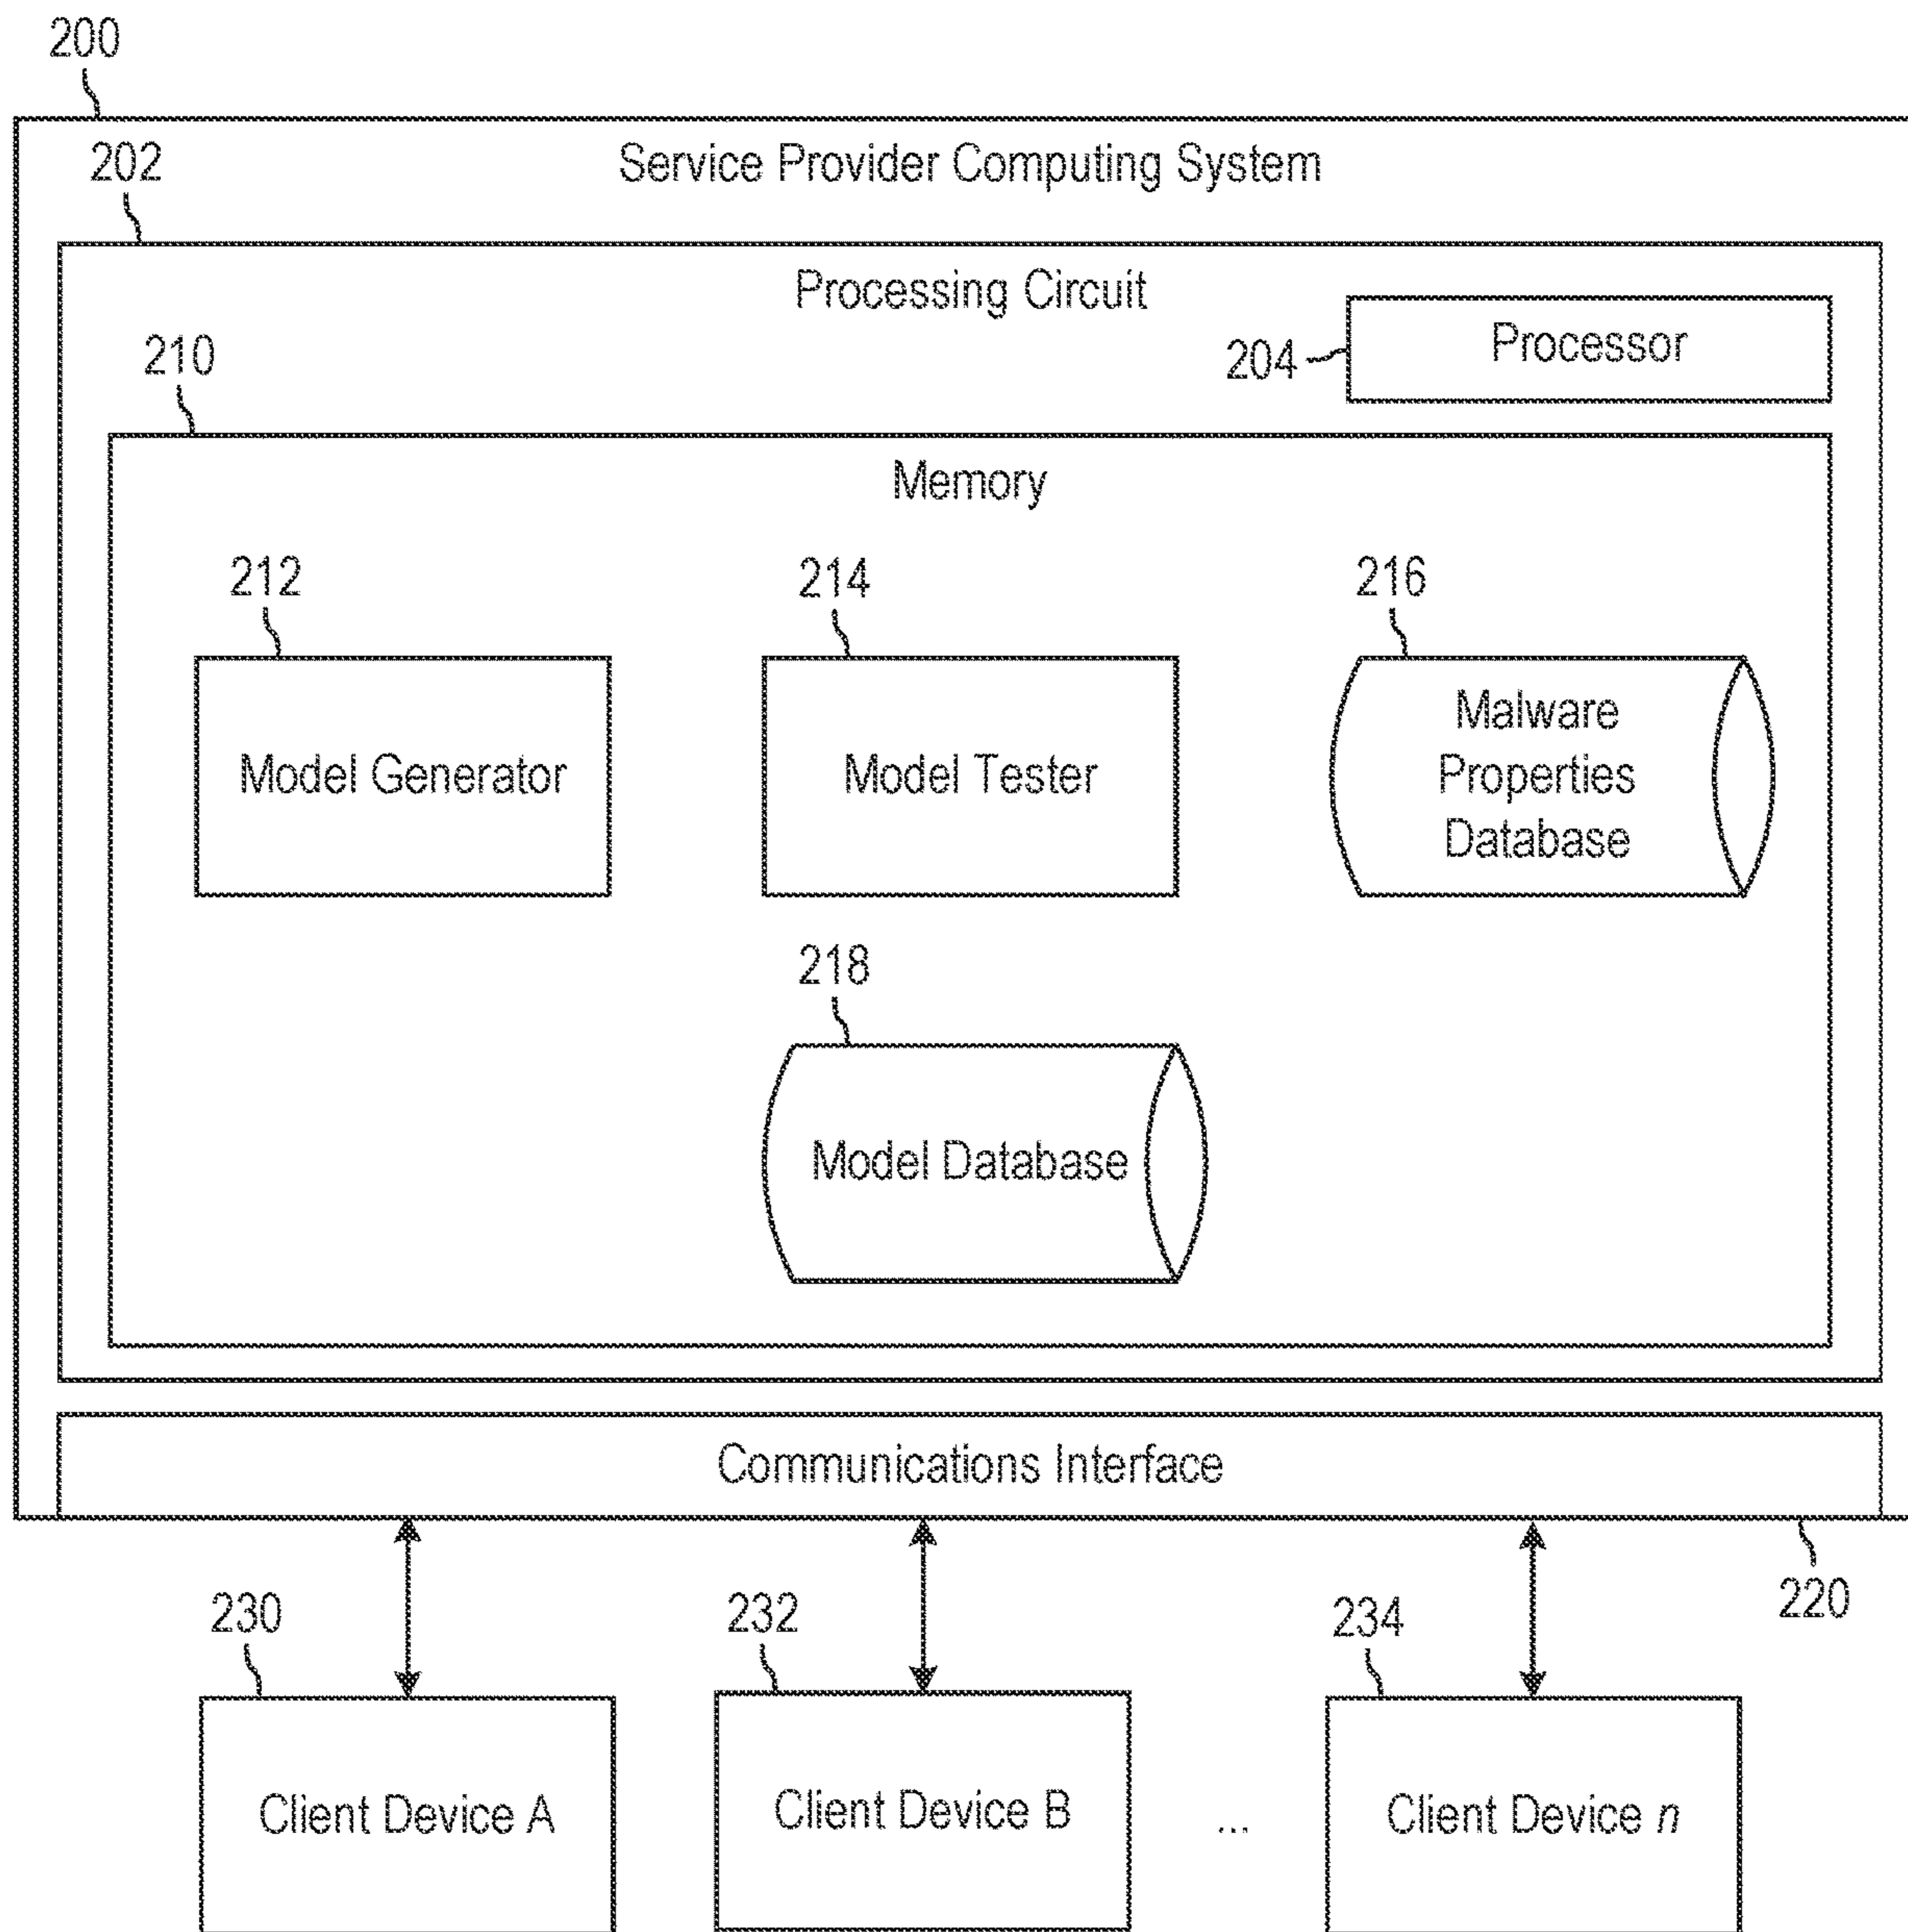 200
Service Provider Computing System
202
Processing Circuit
Processor
204
210
Memory
212
214
216
Model Generator
Model Tester
Malware
Properties
Database
218
Model Database
Communications Interface
220
230
232
234
Client Device A
Client Device B
...
Client Device n